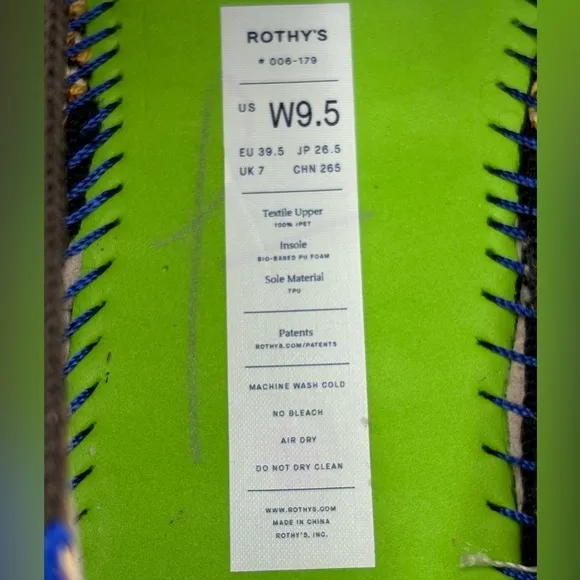 ROTHY'S
# 006-179
US W9.5
EU 39.5 JP 26.5
UK 7 CHN 265
Textile Upper
100% rPET
Insole
BIO-BASED PU FOAM
Sole Material
TPU
Patents
ROTHYS.COM/PATENTS
MACHINE WASH COLD
NO BLEACH
AIR DRY
DO NOT DRY CLEAN
WWW.ROTHYS.COM
MADE IN CHINA
ROTHY'S, INC.